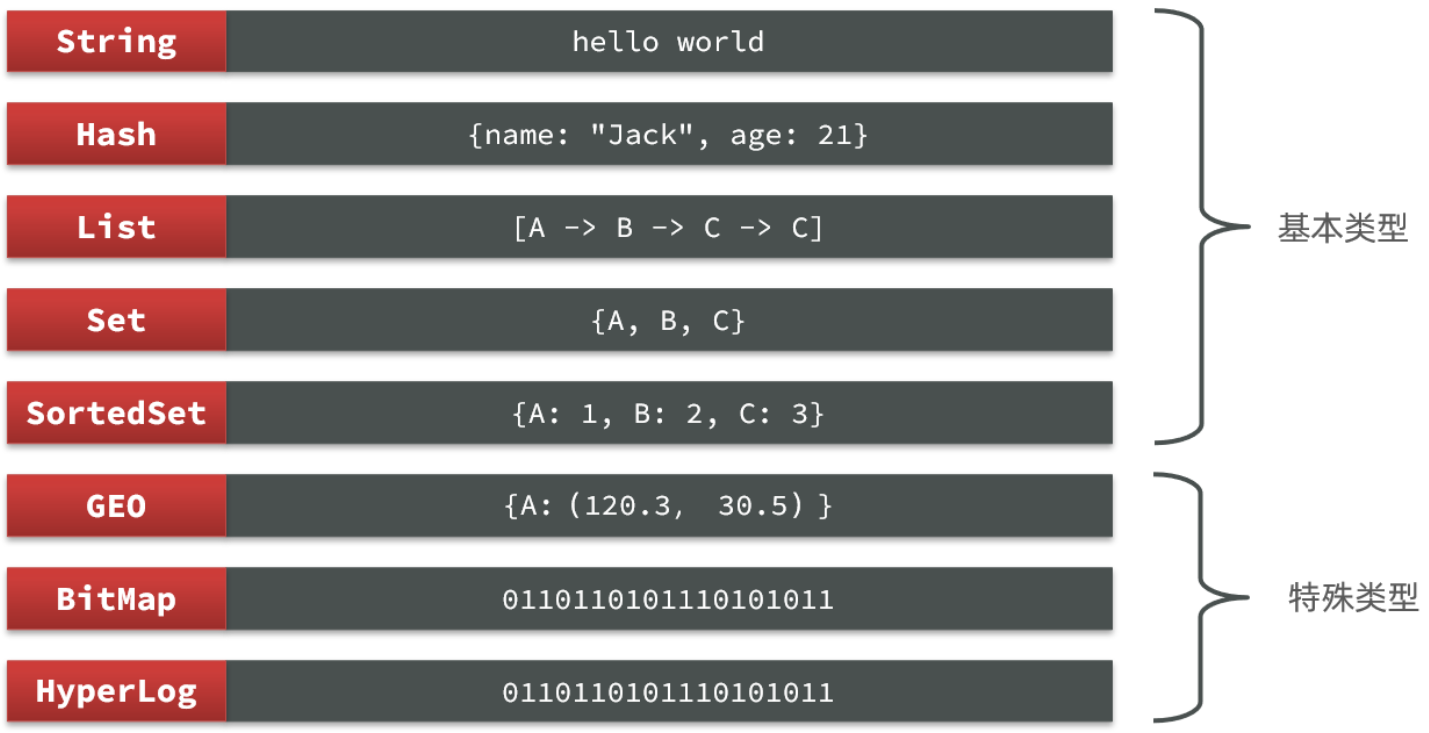 String hello world
Hash {name: "Jack", age: 21}
List [A -> B -> C -> C]
基本类型
Set {A, B, C}
SortedSet {A: 1, B: 2, C: 3}
GEO {A:（120.3, 30.5）}
BitMap 0110110101110101011
特殊类型
HyperLog 0110110101110101011